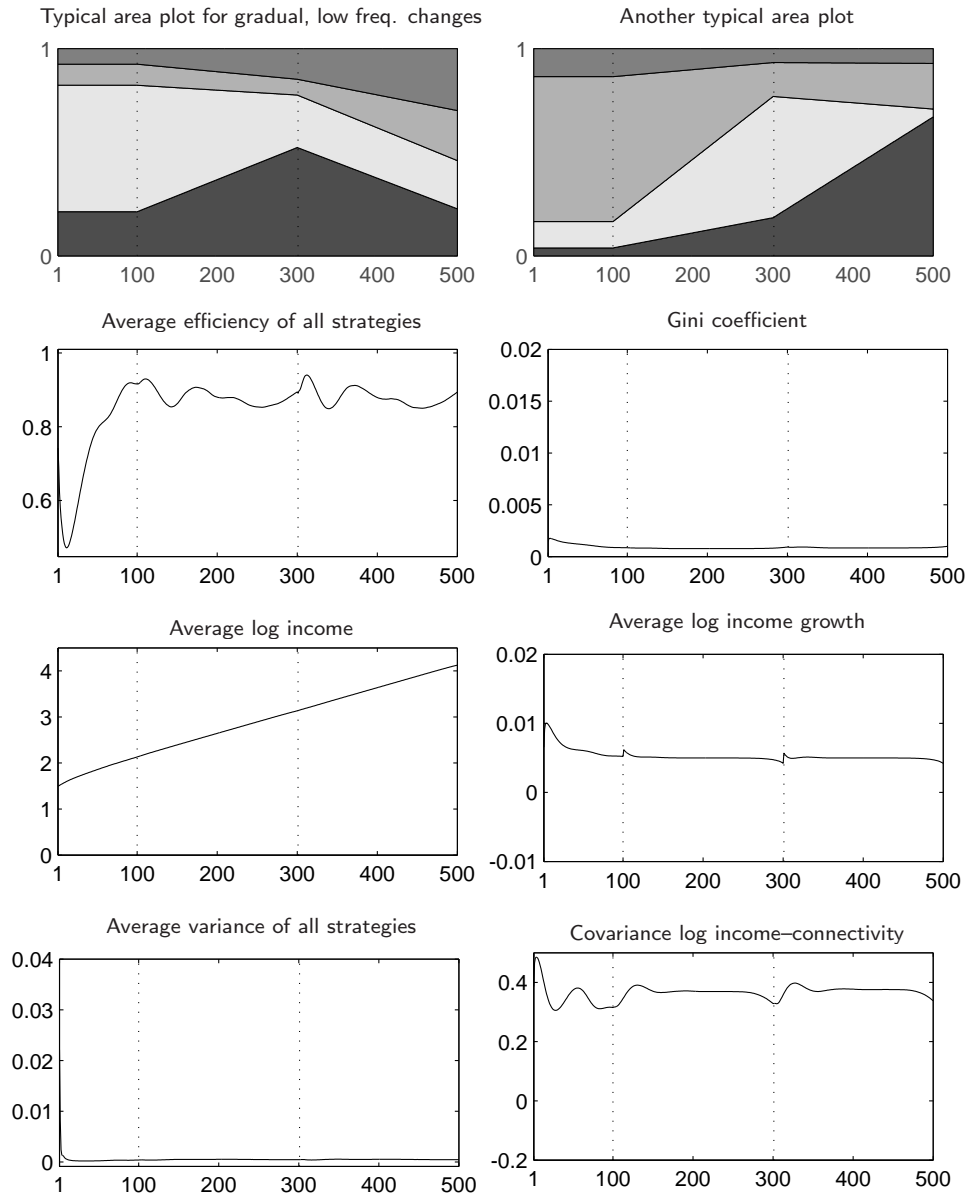 Typical area plot for gradual, low freq. changes
1
0
1 100 200 300 400 500
Another typical area plot
1
0
1 100 200 300 400 500
Average efficiency of all strategies
1
0.8
0.6
1 100 200 300 400 500
Gini coefficient
0.02
0.015
0.01
0.005
0
1 100 200 300 400 500
Average log income
4
3
2
1
0
1 100 200 300 400 500
Average log income growth
0.02
0.01
0
-0.01
1 100 200 300 400 500
Average variance of all strategies
0.04
0.03
0.02
0.01
0
1 100 200 300 400 500
Covariance log income–connectivity
0.4
0.2
0
-0.2
1 100 200 300 400 500